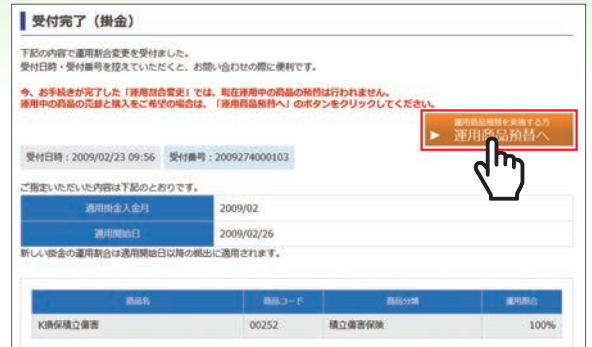 受付完了（掛金）
下記の内容で運用割合変更を受付ました。
受付日時・受付番号を控えていただくと、お問い合わせの際に便利です。
今、お手続きが完了した「運用割合変更」では、現在運用中の商品の預替は行われません。
運用中の商品の売却と購入をご希望の場合は、「運用商品預替へ」のボタンをクリックしてください。
運用商品預替を実施する方
運用商品預替へ
受付日時：2009/02/23 09:56 受付番号：2009274000103
ご指定いただいた内容は下記のとおりです。
適用掛金入金月 2009/02
適用開始日 2009/02/26
新しい掛金の運用割合は適用開始日以降の拠出に適用されます。
商品名 商品コード 商品分類 運用割合
K損保積立傷害 00252 積立傷害保険 100%